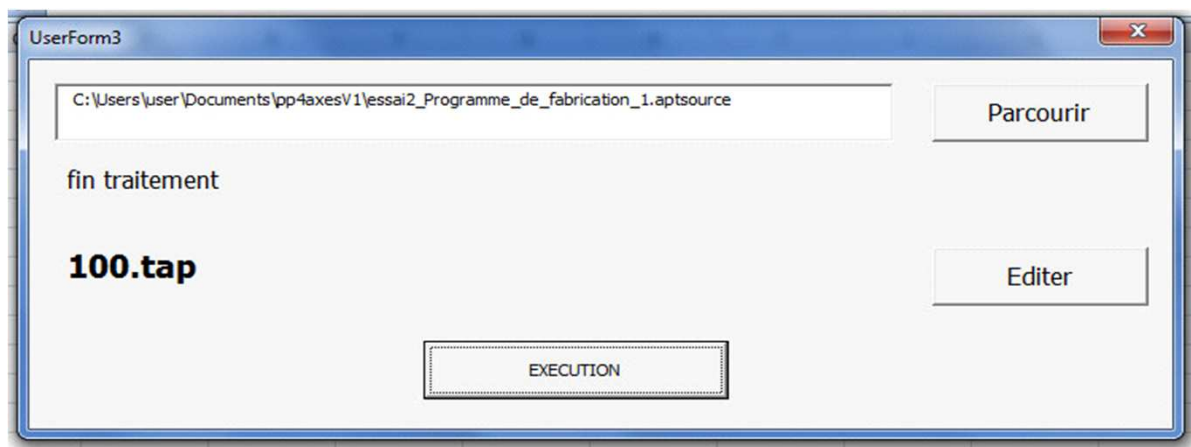 UserForm3
C:\Users\user\Documents\pp4axesV1\essai2_Programme_de_fabrication_1.aptsource
Parcourir
fin traitement
100.tap
Editer
EXECUTION